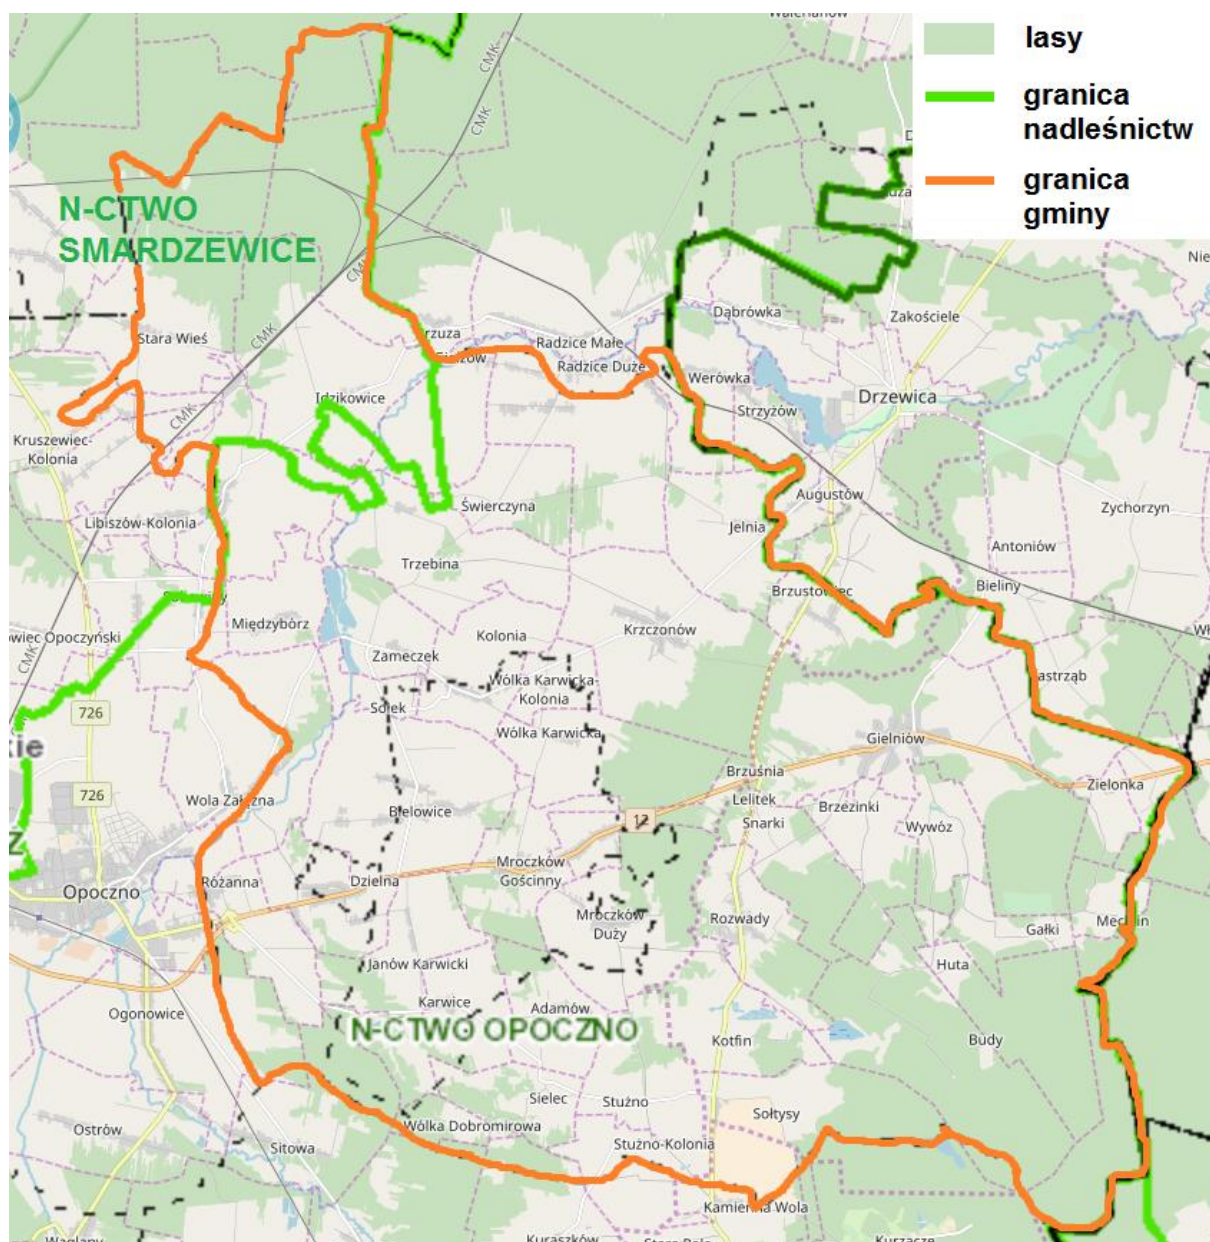 lasy
granica
nadleśnictw
granica
gminy
CMK
CMK
N-CTWO
SMARDZEWICE
Stara Wieś
CMK
Radzice Małe
Radzice Duże
Dąbrówka
Zakościele
Werówka
Strzyżów
Drzewica
Idzikowice
CMK
Kruszewiec-
Kolonia
Libiszów-Kolonia
Świerczyna
Augustów
Jelnia
Zychorzyn
Antoniów
Trzebina
Brzustowiec
Bieliny
Międzybórz
Kolonia
Krzczonów
CMK
Zameczek
Wólka Karwicka-
Kolonia
Sołek
726
Wólka Karwicka
Gielniów
Brzuśnia
Zielonka
726
Wola Załężna
Bielowice
12
Lelitek
Snarki
Brzezinki
Wywóz
Mroczków
Gościnny
Opoczno
Różanna
Dzielna
Mroczków
Duży
Rozwady
Gałki
Janów Karwicki
Huta
Karwice
Adamów
Ogonowice
N-CTWO OPOCZNO
Kotfin
Budy
Sielec
Stużno
Sołtysy
Ostrów
Sitowa
Wólka Dobromirowa
Stużno-Kolonia
Kamienna Wola
Kuraszków